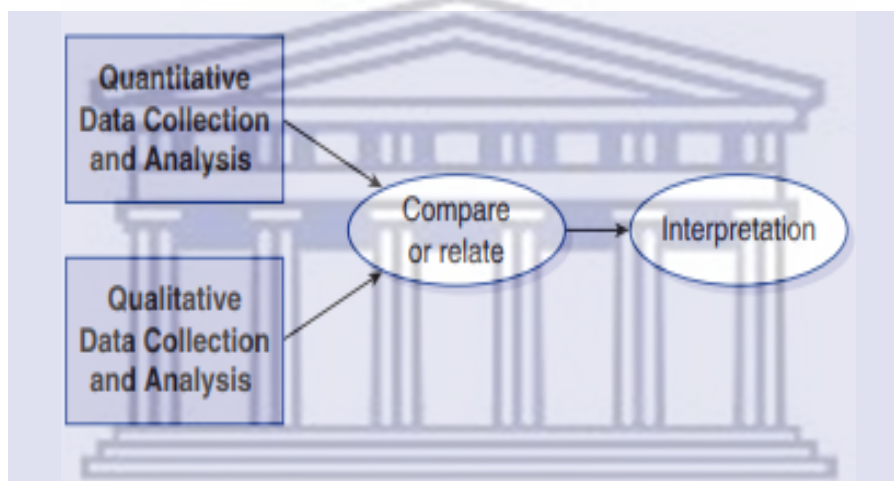 Quantitative
Data Collection
and Analysis
Compare
or relate
Interpretation
Qualitative
Data Collection
and Analysis